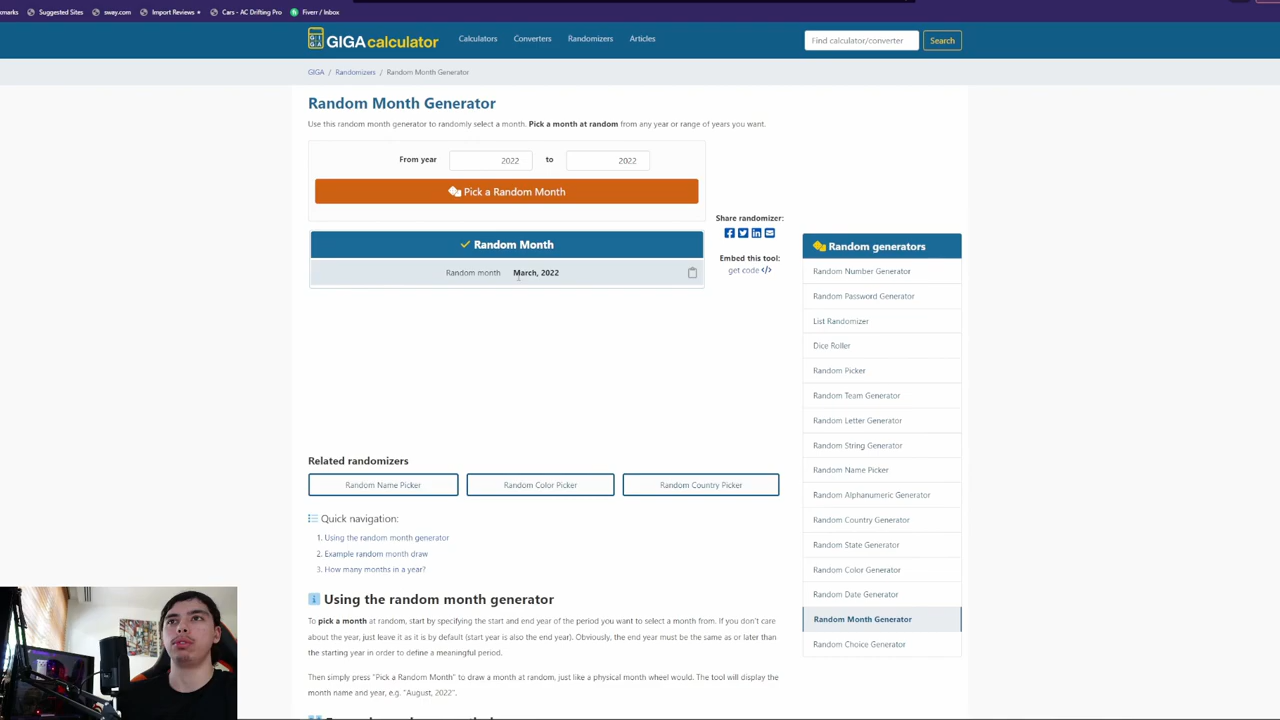 Suggested Sites
sway.com
Import Reviews
Cars - AC Drifting Pro
Fiverr / Inbox
GIGAcalculator
Calculators
Converters
Randomizers
Articles
Find calculator/converter
Search
GIGA / Randomizers / Random Month Generator
Random Month Generator
Use this random month generator to randomly select a month. Pick a month at random from any year or range of years you want.
From year 2022 to 2022
Pick a Random Month
Random Month
Random month March, 2022
Share randomizer:
Embed this tool:
get code </>
Random generators
Random Number Generator
Random Password Generator
List Randomizer
Dice Roller
Random Picker
Random Team Generator
Random Letter Generator
Random String Generator
Random Name Picker
Random Alphanumeric Generator
Random Country Generator
Random State Generator
Random Color Generator
Random Date Generator
Random Month Generator
Random Choice Generator
Related randomizers
Random Name Picker
Random Color Picker
Random Country Picker
Quick navigation:
1. Using the random month generator
2. Example random month draw
3. How many months in a year?
Using the random month generator
To pick a month at random, start by specifying the start and end year of the period you want to select a month from. If you don't care
about the year, just leave it as it is by default (start year is also the end year). Obviously, the end year must be the same as or later than
the starting year in order to define a meaningful period.
Then simply press "Pick a Random Month" to draw a month at random, just like a physical month wheel would. The tool will display the
month name and year, e.g. "August, 2022".